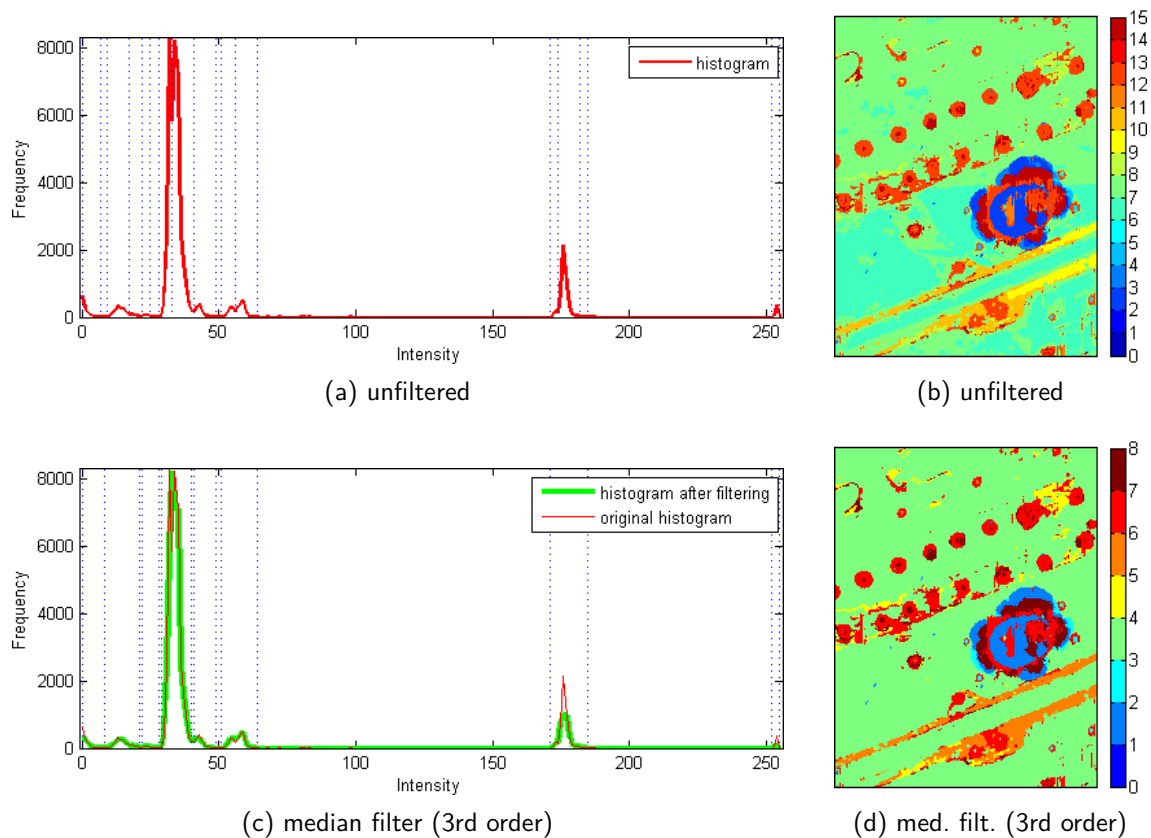 8000
6000
4000
2000
0
Frequency
0 50 100 150 200 250
Intensity
histogram
(a) unfiltered
15
14
13
12
11
10
9
8
7
6
5
4
3
2
1
0
(b) unfiltered
8000
6000
4000
2000
0
Frequency
0 50 100 150 200 250
Intensity
histogram after filtering
original histogram
(c) median filter (3rd order)
8
7
6
5
4
3
2
1
0
(d) med. filt. (3rd order)